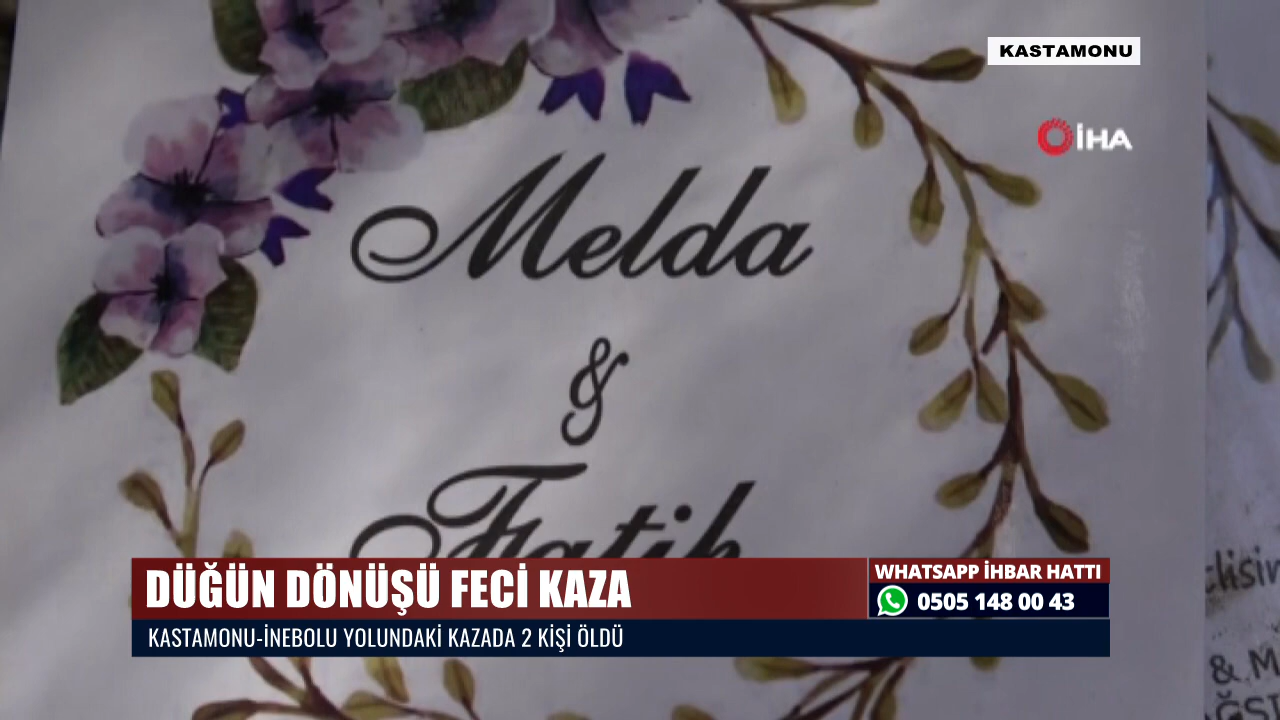 KASTAMONU
İHA
Melda
&
Fatih
DÜĞÜN DÖNÜŞÜ FECİ KAZA
WHATSAPP İHBAR HATTI
0505 148 00 43
KASTAMONU-İNEBOLU YOLUNDAKİ KAZADA 2 KİŞİ ÖLDÜ
& M